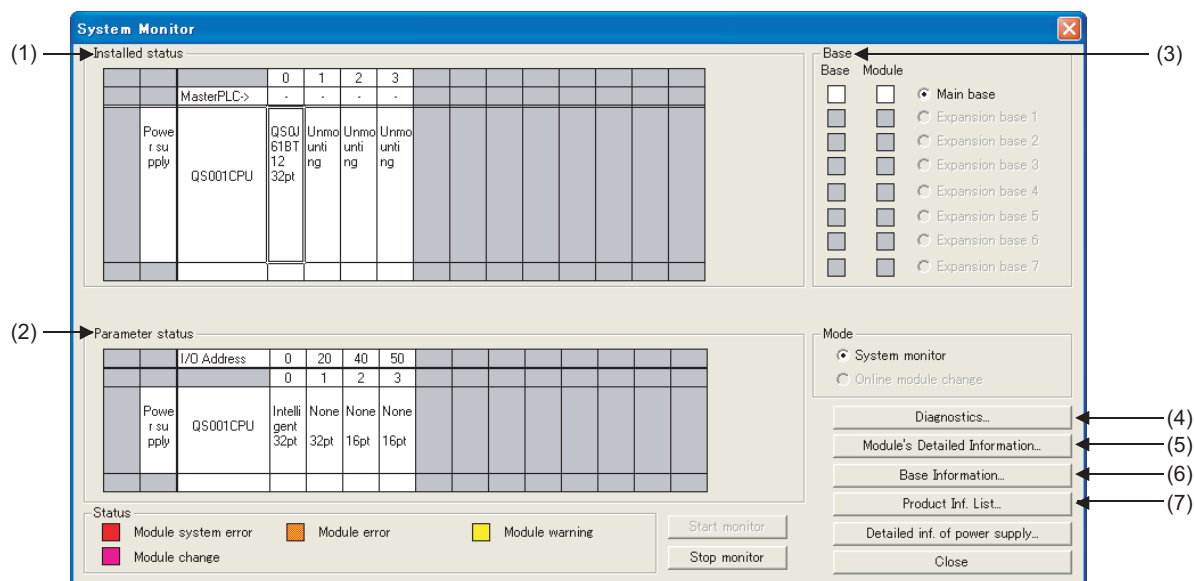 System Monitor
(1)
Installed status
0 1 2 3
MasterPLC-> - - - -
Powe
r su
pply
QS001CPU
QS0J
61BT
12
32pt
Unmo
unti
ng
Unmo
unti
ng
Unmo
unti
ng
Base
(3)
Base Module
Main base
Expansion base 1
Expansion base 2
Expansion base 3
Expansion base 4
Expansion base 5
Expansion base 6
Expansion base 7
(2)
Parameter status
I/O Address 0 20 40 50
0 1 2 3
Powe
r su
pply
QS001CPU
Intelli
gent
32pt
None
32pt
None
16pt
None
16pt
Mode
System monitor
Online module change
Diagnostics...
(4)
Module's Detailed Information...
(5)
Base Information...
(6)
Product Inf. List...
(7)
Detailed inf. of power supply...
Close
Status
Module system error
Module error
Module warning
Module change
Start monitor
Stop monitor